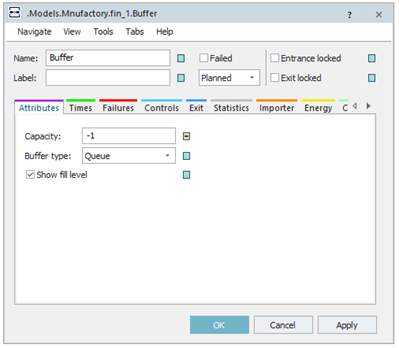 .Models.Mnufactory.fin_1.Buffer ? ×
Navigate View Tools Tabs Help
Name: Buffer Failed Entrance locked
Label: Planned Exit locked
Attributes Times Failures Controls Exit Statistics Importer Energy C
Capacity: -1
Buffer type: Queue
Show fill level
OK Cancel Apply